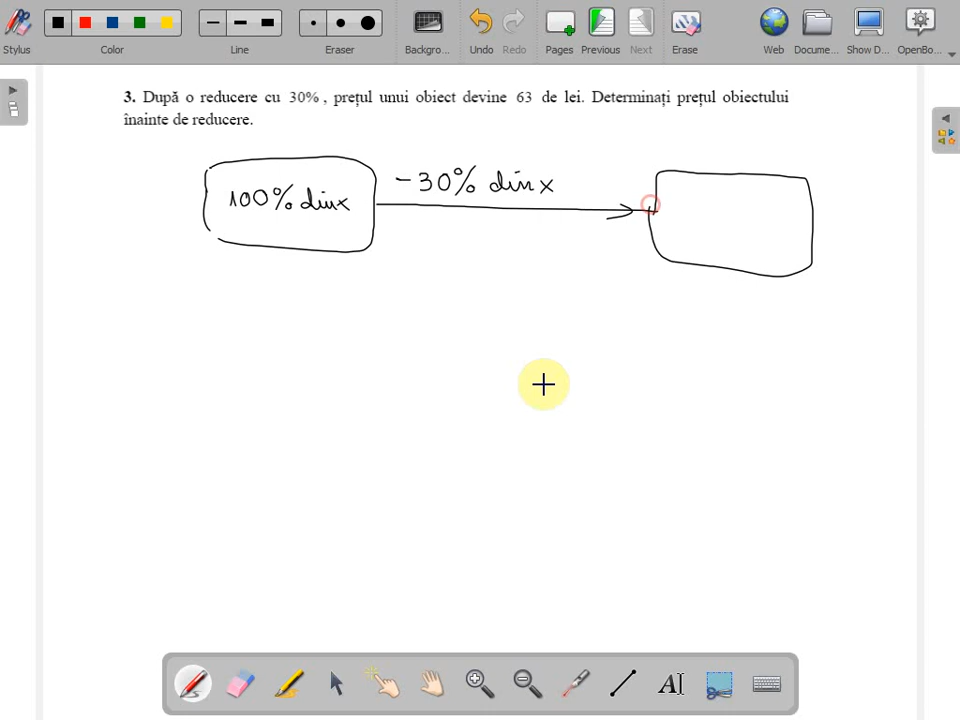 Stylus
Color
Line
Eraser
Backgro...
Undo
Redo
Pages
Previous
Next
Erase
Web
Docume...
Show D...
OpenBo...
3. După o reducere cu 30% , prețul unui obiect devine 63 de lei. Determinați prețul obiectului
înainte de reducere.
100% din x
-30% din x
AI